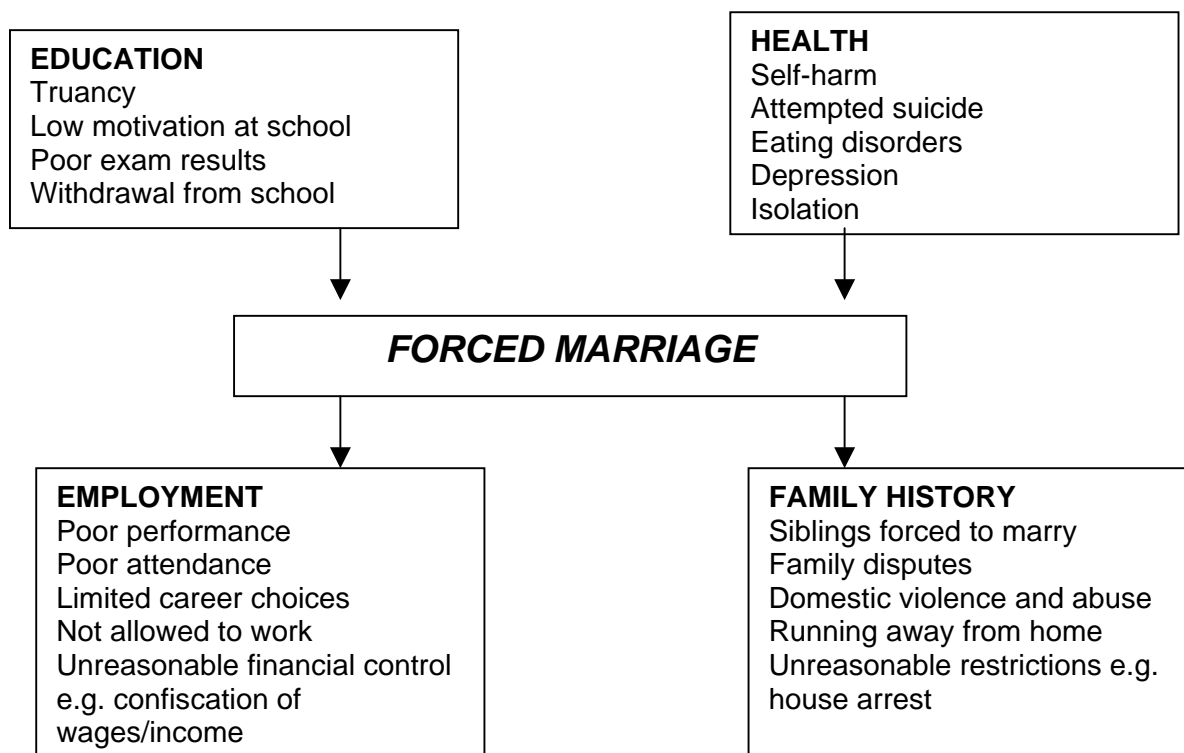 EDUCATION
Truancy
Low motivation at school
Poor exam results
Withdrawal from school
HEALTH
Self-harm
Attempted suicide
Eating disorders
Depression
Isolation
FORCED MARRIAGE
EMPLOYMENT
Poor performance
Poor attendance
Limited career choices
Not allowed to work
Unreasonable financial control
e.g. confiscation of
wages/income
FAMILY HISTORY
Siblings forced to marry
Family disputes
Domestic violence and abuse
Running away from home
Unreasonable restrictions e.g.
house arrest